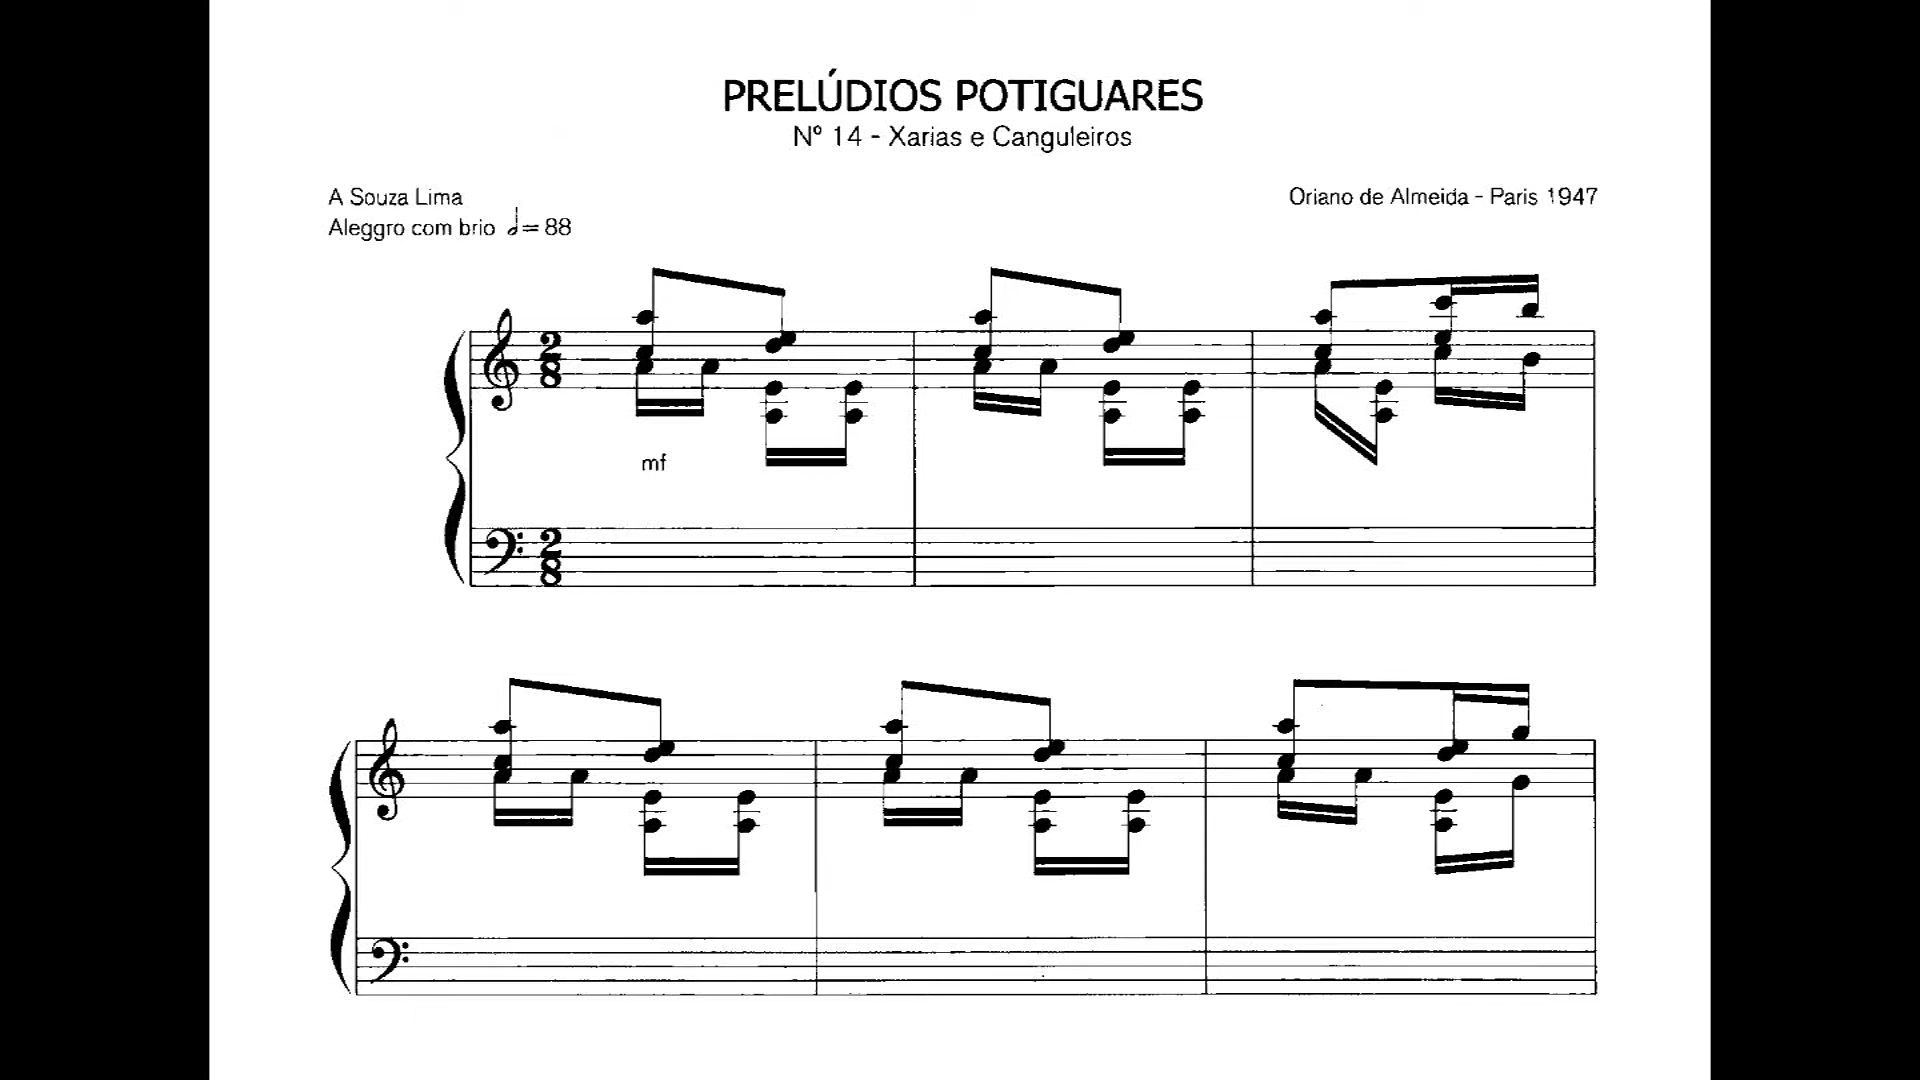 PRELÚDIOS POTIGUARES
Nº 14 - Xarias e Canguleiros
A Souza Lima
Oriano de Almeida - Paris 1947
Aleggro com brio 𝅗𝅥 = 88
2
8
mf
2
8